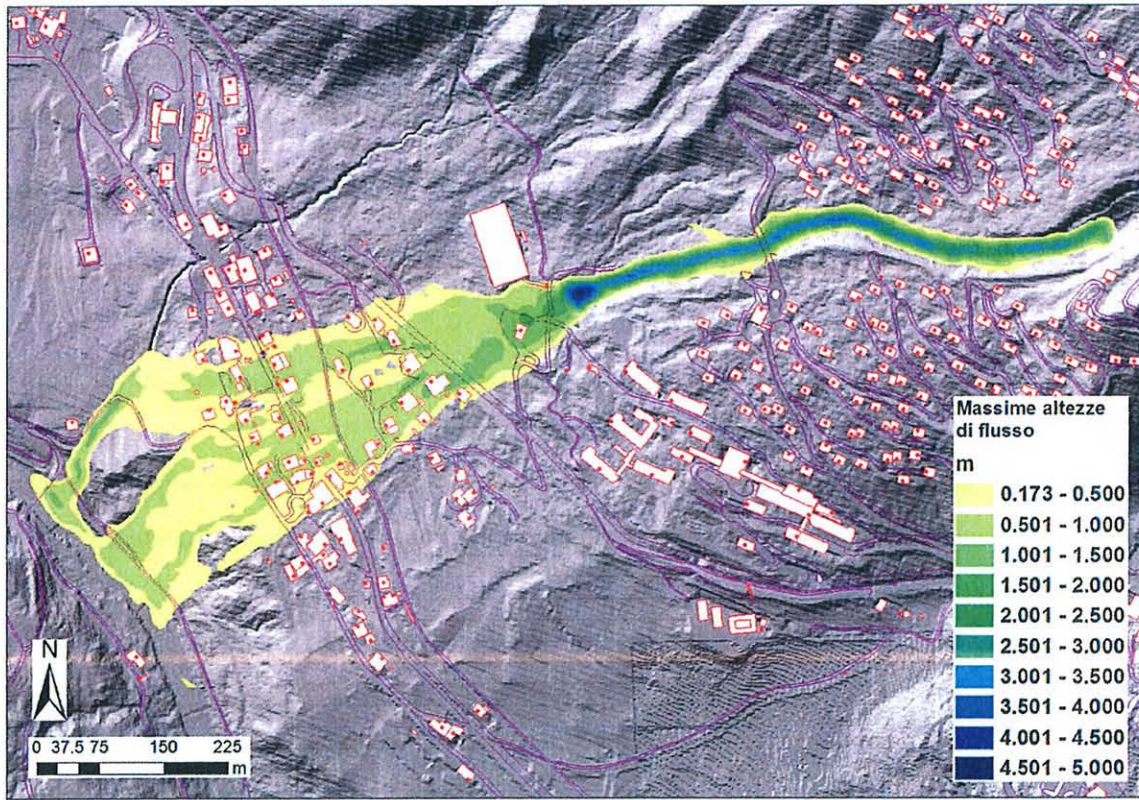 Massime altezze
di flusso
m
0.173 - 0.500
0.501 - 1.000
1.001 - 1.500
1.501 - 2.000
2.001 - 2.500
2.501 - 3.000
3.001 - 3.500
3.501 - 4.000
4.001 - 4.500
4.501 - 5.000
N
0 37.5 75 150 225
m